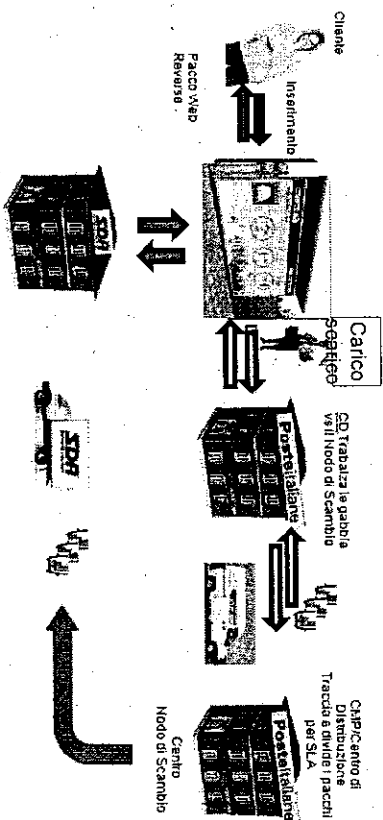 Cliente
Inserimento
Pacco Web
Reverse
SDA
Carico
scarico
CD Trabalza le gabbie
vs il Nodo di Scambio
Posteitaliane
SDA
CMP/Centro di
Distribuzione
Traccia e divide i pacchi
per SLA
Posteitaliane
Centro
Nodo di Scambio